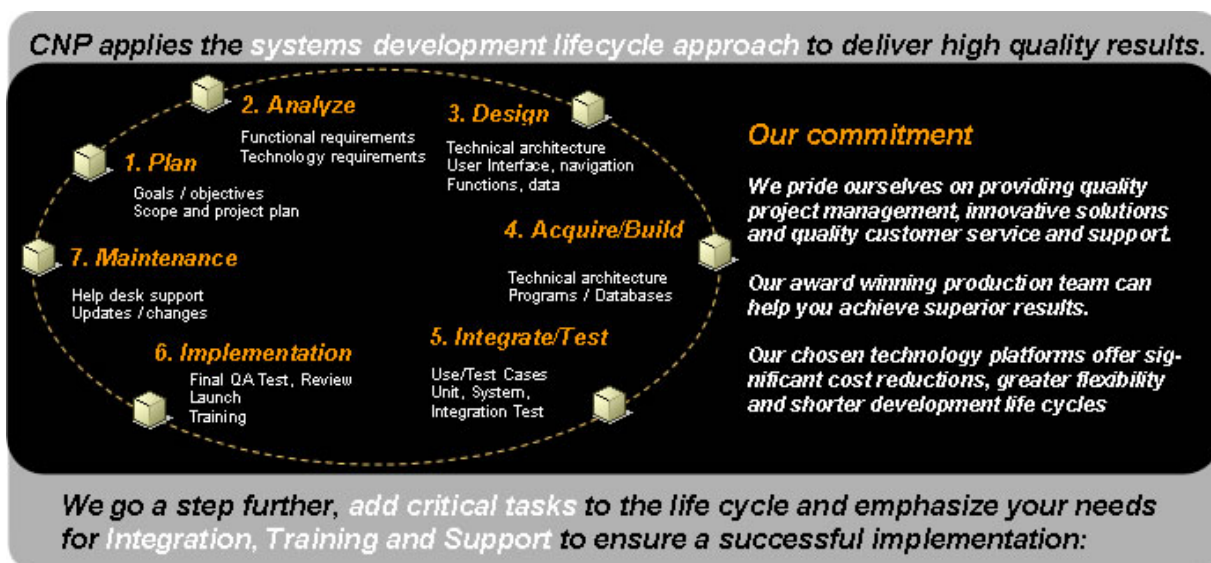 CNP applies the systems development lifecycle approach to deliver high quality results.
2. Analyze
Functional requirements
Technology requirements
3. Design
Technical architecture
User Interface, navigation
Functions, data
1. Plan
Goals / objectives
Scope and project plan
4. Acquire/Build
Technical architecture
Programs / Databases
7. Maintenance
Help desk support
Updates / changes
6. Implementation
Final QA Test, Review
Launch
Training
5. Integrate/Test
Use/Test Cases
Unit, System,
Integration Test
Our commitment
We pride ourselves on providing quality
project management, innovative solutions
and quality customer service and support.
Our award winning production team can
help you achieve superior results.
Our chosen technology platforms offer sig-
nificant cost reductions, greater flexibility
and shorter development life cycles
We go a step further, add critical tasks to the life cycle and emphasize your needs
for Integration, Training and Support to ensure a successful implementation: